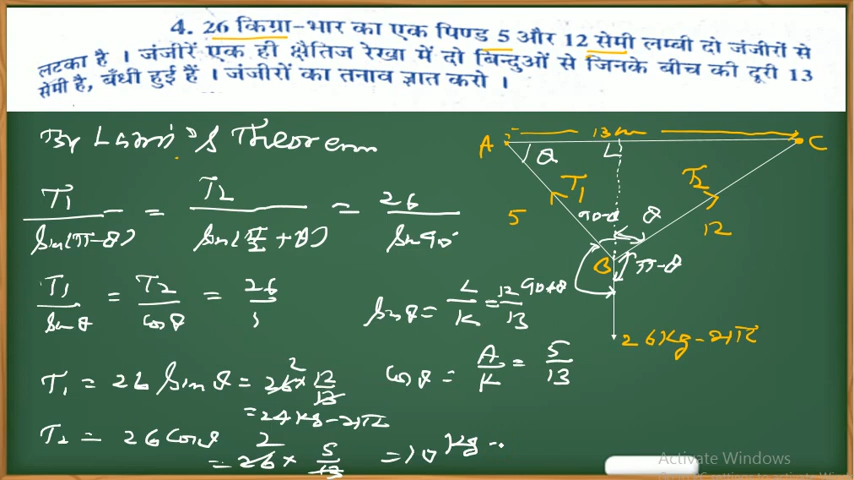 4. 26 किग्रा-भार का एक पिण्ड 5 और 12 सेमी लम्बी दो जंजीरों से
लटका है । जंजीरें एक ही क्षैतिज रेखा में दो बिन्दुओं से जिनके बीच की दूरी 13
सेमी है, बँधी हुई हैं । जंजीरों का तनाव ज्ञात करो ।
By Lami's Theorem
T₁/sin(π-θ) = T₂/sin(π/2+θ) = 26/sin90°
T₁/sinθ = T₂/cosθ = 26/1
sinθ = L/K = 12/13
T₁ = 26 sinθ = 26 × 12/13
= 24 Kg-भार
cosθ = A/K = 5/13
T₂ = 26 cosθ
= 26 × 5/13 = 10 Kg-
A 13 cm C
θ L
T₁ T₂
5 90-θ θ 12
B π-θ
90+θ
26Kg-भार
Activate Windows